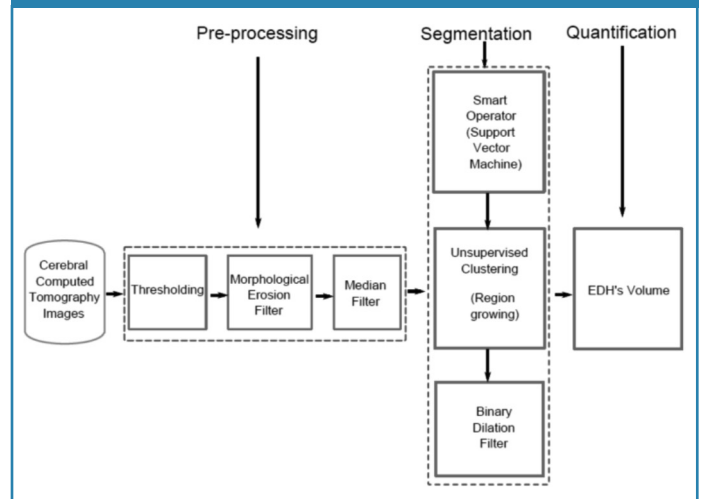 Pre-processing
Segmentation
Quantification
Smart
Operator
(Support
Vector
Machine)
Cerebral
Computed
Tomography
Images
Thresholding
Morphological
Erosion
Filter
Median
Filter
Unsupervised
Clustering
(Region
growing)
EDH's Volume
Binary
Dilation
Filter